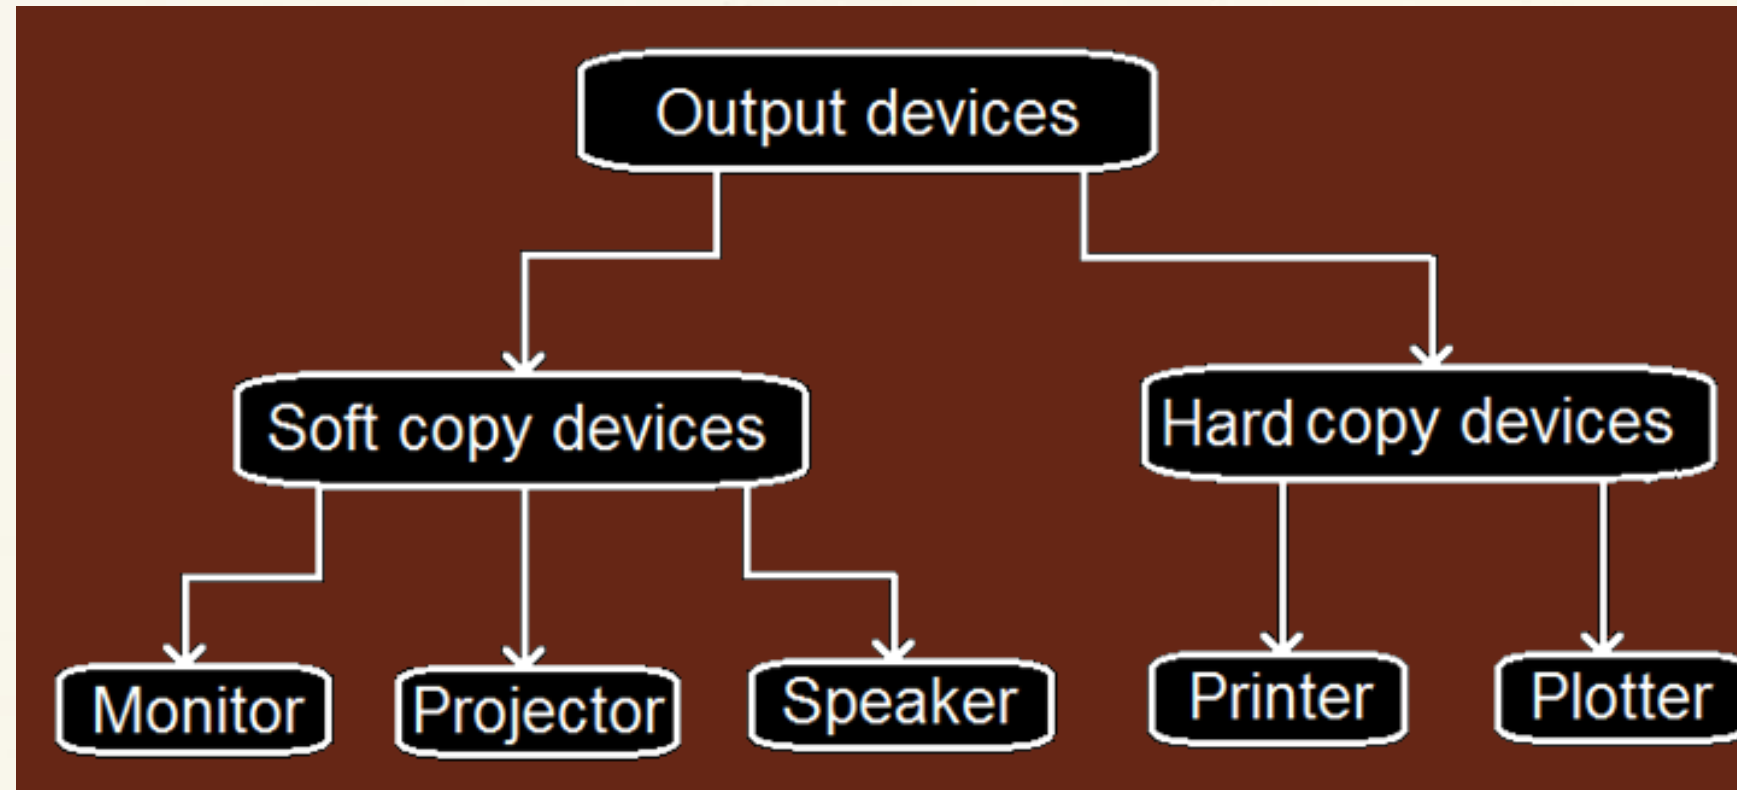 Output devices
Soft copy devices
Hard copy devices
Monitor
Projector
Speaker
Printer
Plotter